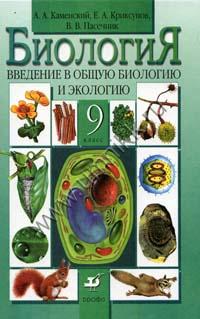 А. А. Каменский, Е. А. Криксунов,
В. В. Пасечник
БИОЛОГИЯ
ВВЕДЕНИЕ В ОБЩУЮ БИОЛОГИЮ
И ЭКОЛОГИЮ
9
класс
ДРОФА